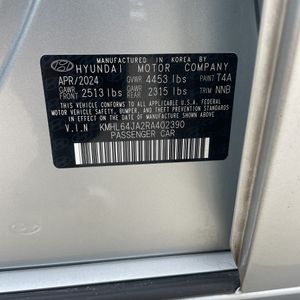 MANUFACTURED IN KOREA BY
HYUNDAI MOTOR COMPANY
APR/2024 GVWR 4453 lbs PAINT T4A
GAWR FRONT 2513 lbs GAWR REAR 2315 lbs TRIM NNB
THIS VEHICLE CONFORMS TO ALL APPLICABLE
FEDERAL MOTOR VEHICLE SAFETY, BUMPER, AND
THEFT PREVENTION STANDARDS IN EFFECT ON
THE DATE OF MANUFACTURE SHOWN ABOVE.
V.I.N KMHL64JA2RA402390
PASSENGER CAR